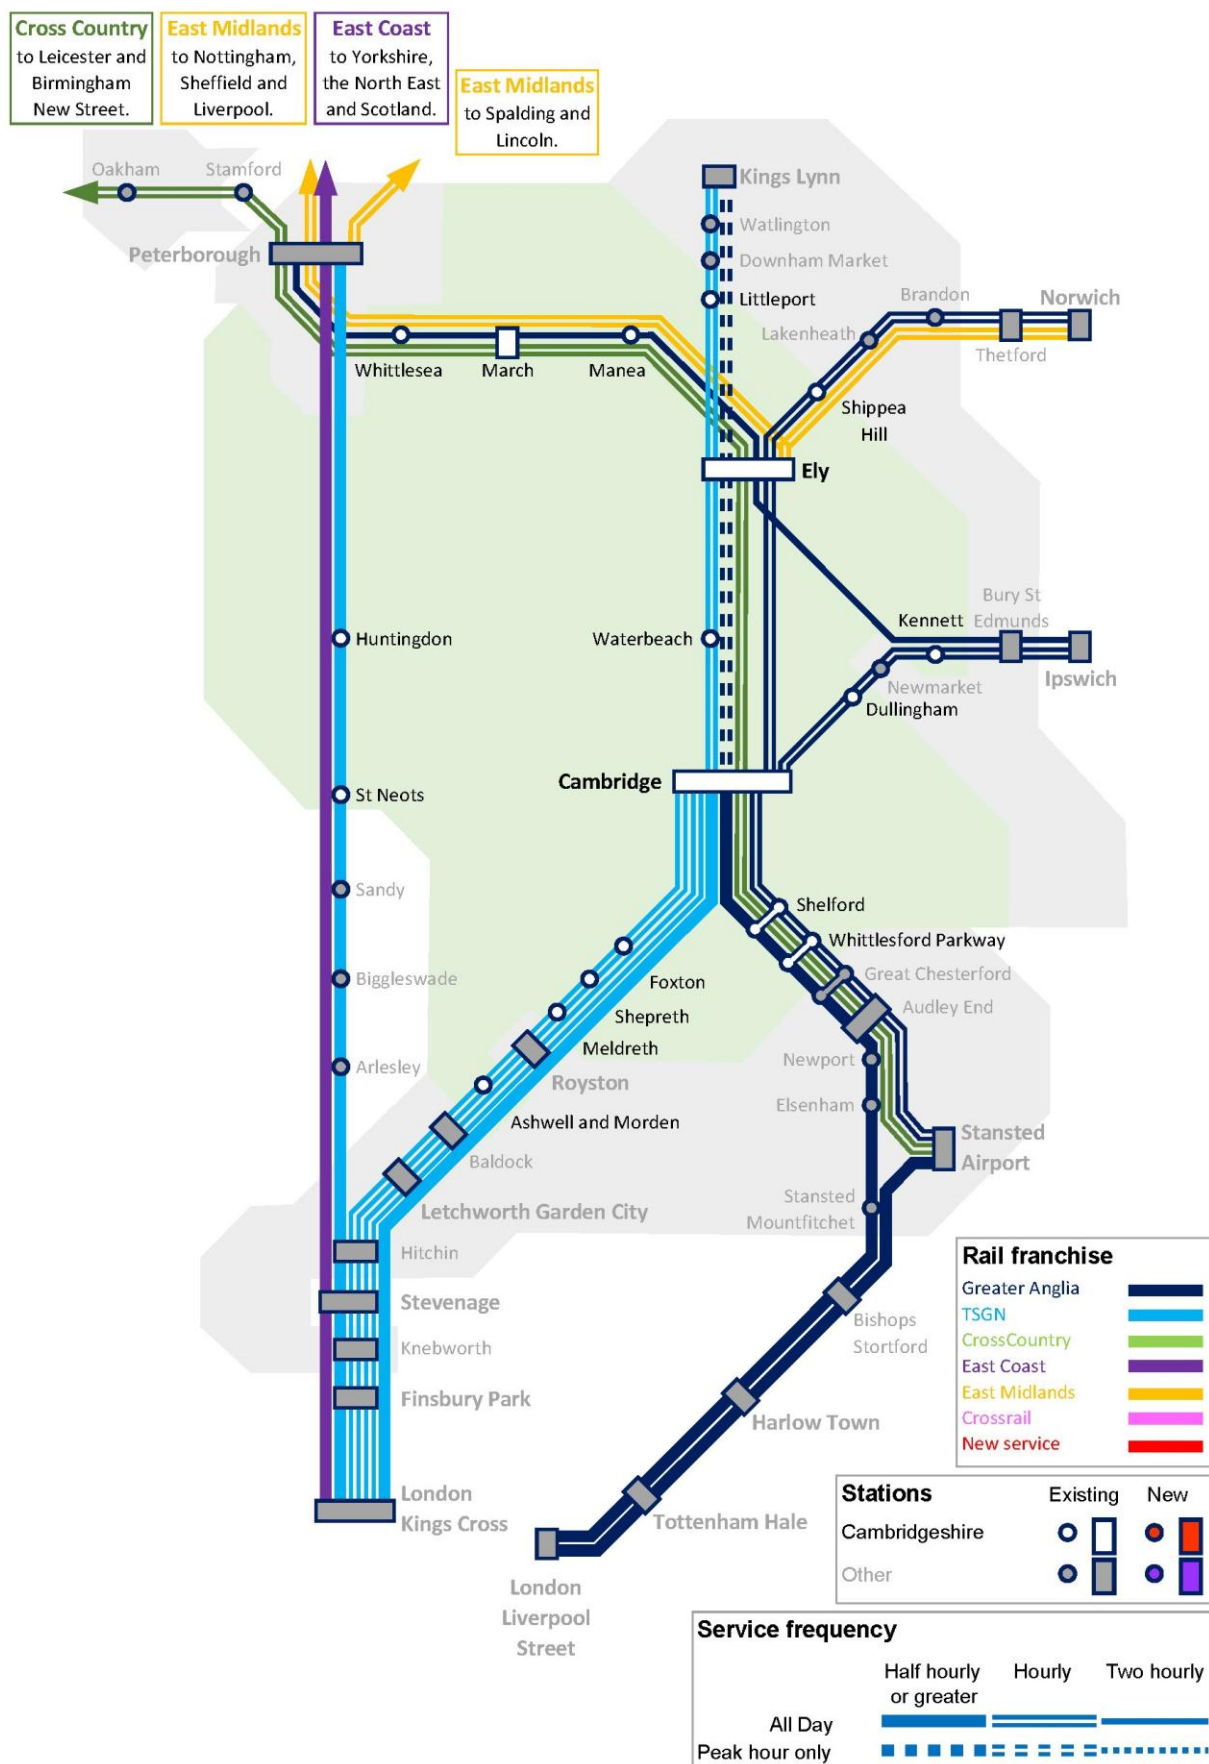 Cross Country
to Leicester and
Birmingham
New Street.
East Midlands
to Nottingham,
Sheffield and
Liverpool.
East Coast
to Yorkshire,
the North East
and Scotland.
East Midlands
to Spalding and
Lincoln.
Oakham
Stamford
Kings Lynn
Peterborough
Watlington
Downham Market
Littleport
Brandon
Norwich
Lakenheath
Thetford
Whittlesea
March
Manea
Shippea
Hill
Ely
Huntingdon
Waterbeach
Kennett
Bury St
Edmunds
Newmarket
Ipswich
Dullingham
Cambridge
St Neots
Sandy
Shelford
Whittlesford Parkway
Great Chesterford
Audley End
Biggleswade
Foxton
Shepreth
Meldreth
Royston
Newport
Arlesley
Elsenham
Ashwell and Morden
Stansted
Airport
Baldock
Stansted
Mountfitchet
Letchworth Garden City
Hitchin
Stevenage
Knebworth
Finsbury Park
Bishops
Stortford
Harlow Town
London
Kings Cross
Tottenham Hale
London
Liverpool
Street
Rail franchise
Greater Anglia
TSGN
CrossCountry
East Coast
East Midlands
Crossrail
New service
Stations Existing New
Cambridgeshire
Other
Service frequency
Half hourly
or greater
Hourly
Two hourly
All Day
Peak hour only